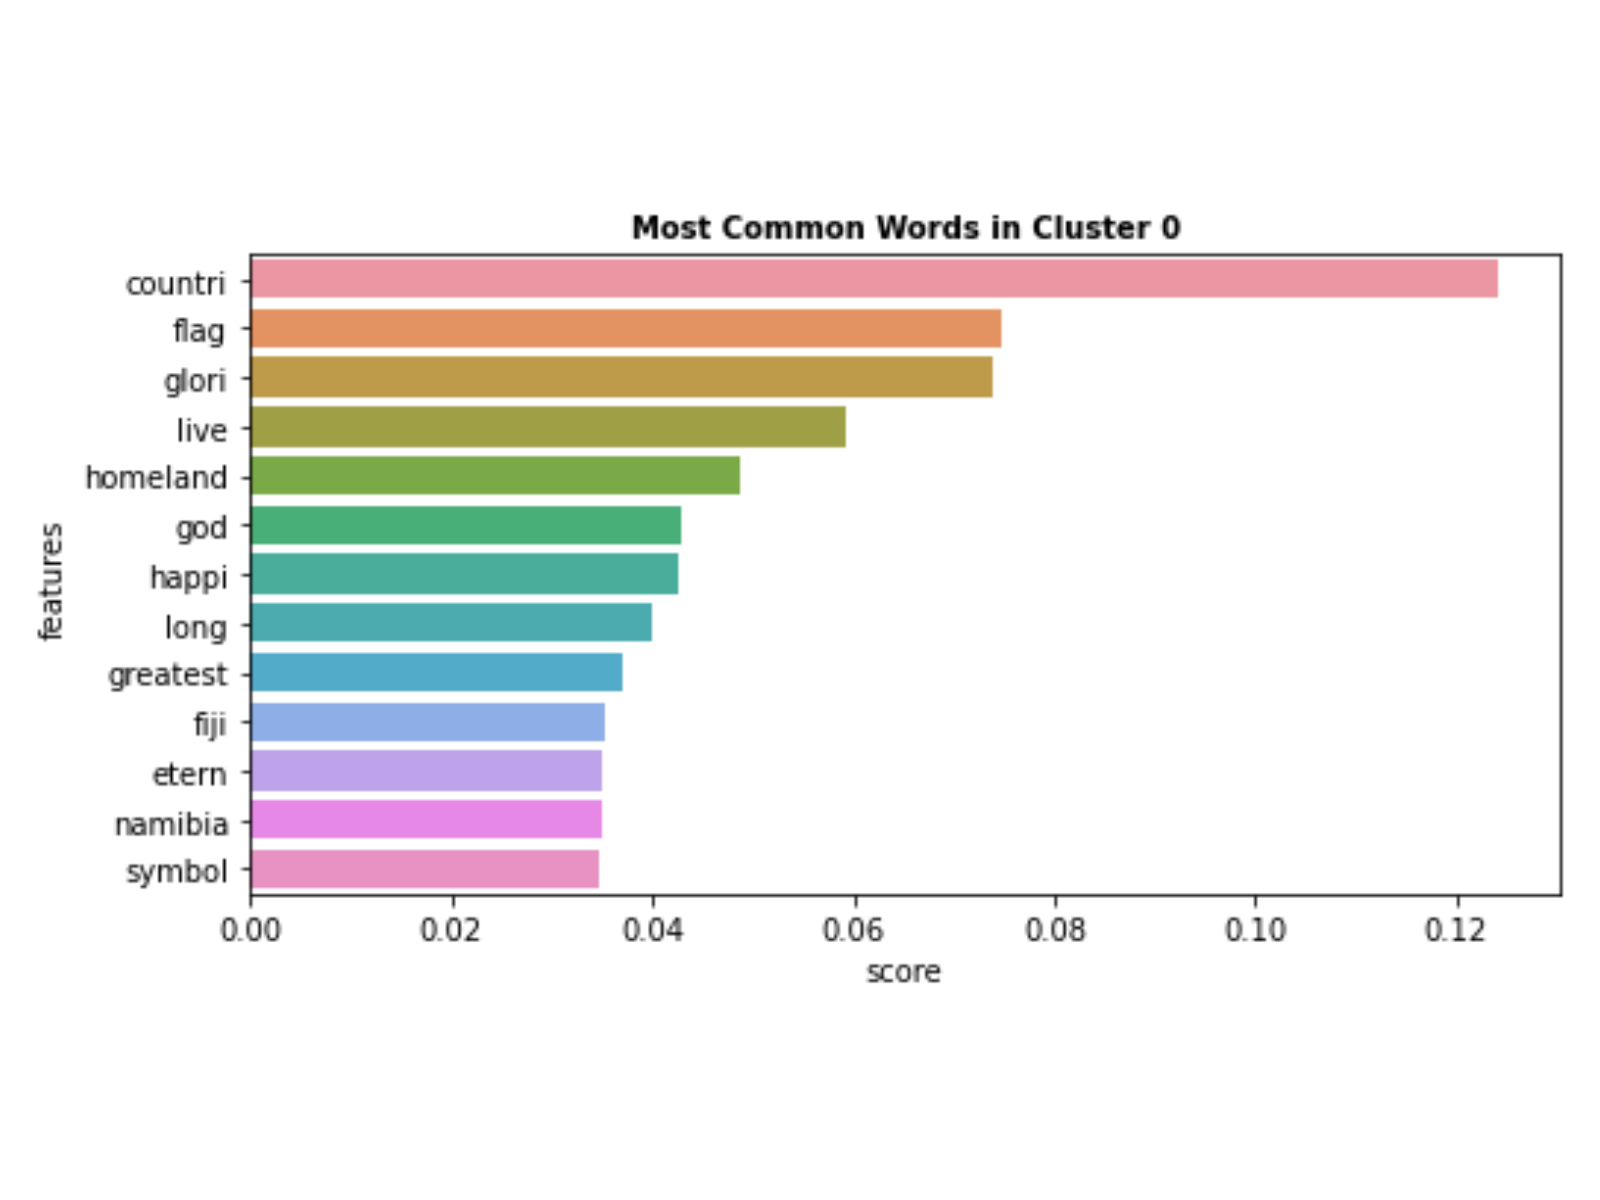 Most Common Words in Cluster 0
countri
flag
glori
live
homeland
god
happi
long
greatest
fiji
etern
namibia
symbol
features
0.00 0.02 0.04 0.06 0.08 0.10 0.12
score